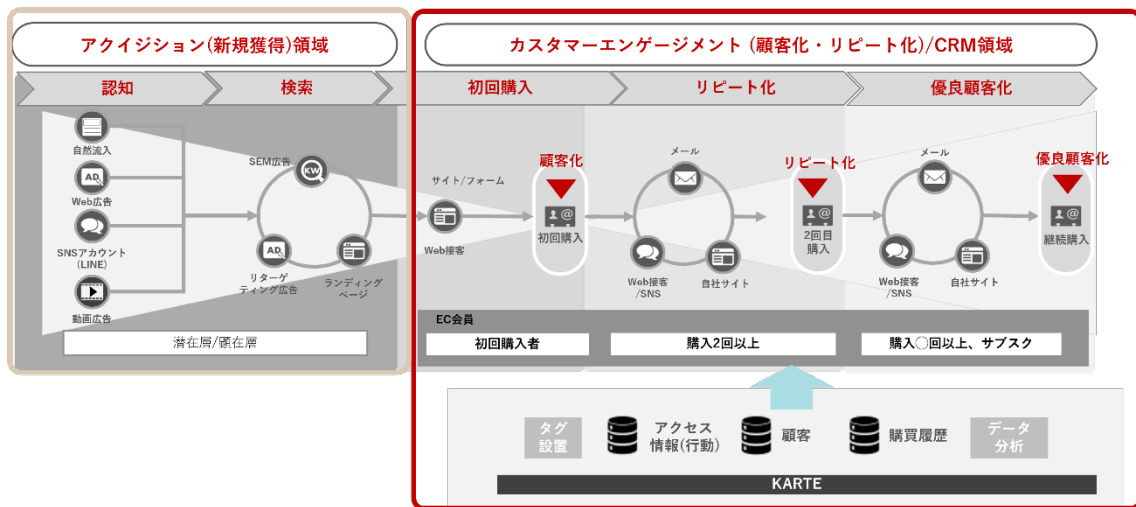 アクイジション(新規獲得)領域
カスタマーエンゲージメント (顧客化・リピート化)/CRM領域
認知
検索
初回購入
リピート化
優良顧客化
自然流入
AD
Web広告
SNSアカウント
(LINE)
動画広告
SEM広告
KW
AD
リターゲ
ティング広告
ランディング
ページ
サイト/フォーム
Web接客
顧客化
初回購入
メール
Web接客
/SNS
自社サイト
リピート化
2回目
購入
メール
Web接客
/SNS
自社サイト
優良顧客化
継続購入
潜在層/顕在層
EC会員
初回購入者
購入2回以上
購入〇回以上、サブスク
タグ
設置
アクセス
情報(行動)
顧客
購買履歴
データ
分析
KARTE